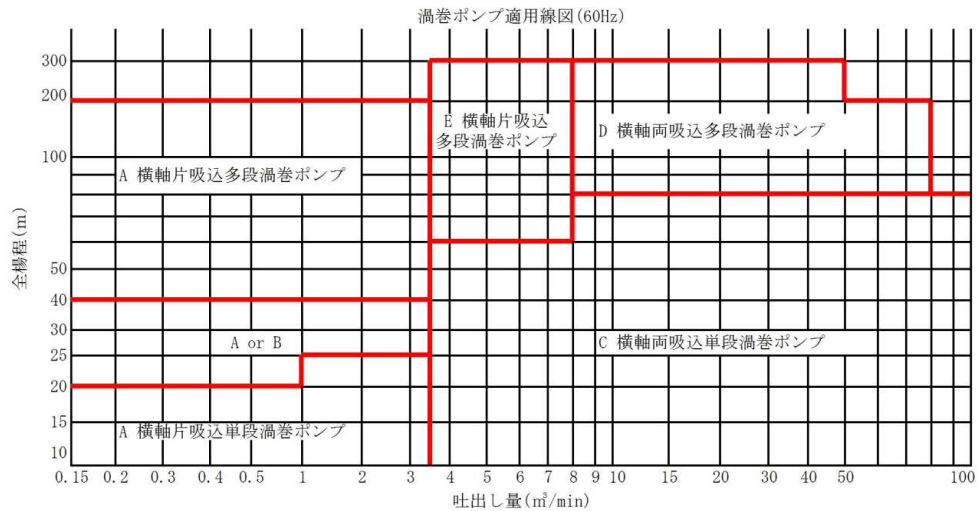 渦巻ポンプ適用線図(60Hz)
300
200
100
50
40
30
25
20
15
10
全楊程(m)
E 横軸片吸込
多段渦巻ポンプ
D 横軸両吸込多段渦巻ポンプ
A 横軸片吸込多段渦巻ポンプ
A or B
C 横軸両吸込単段渦巻ポンプ
A 横軸片吸込単段渦巻ポンプ
0.15 0.2 0.3 0.4 0.5 1 2 3 4 5 6 7 8 9 10 15 20 30 40 50 100
吐出し量(㎥/min)